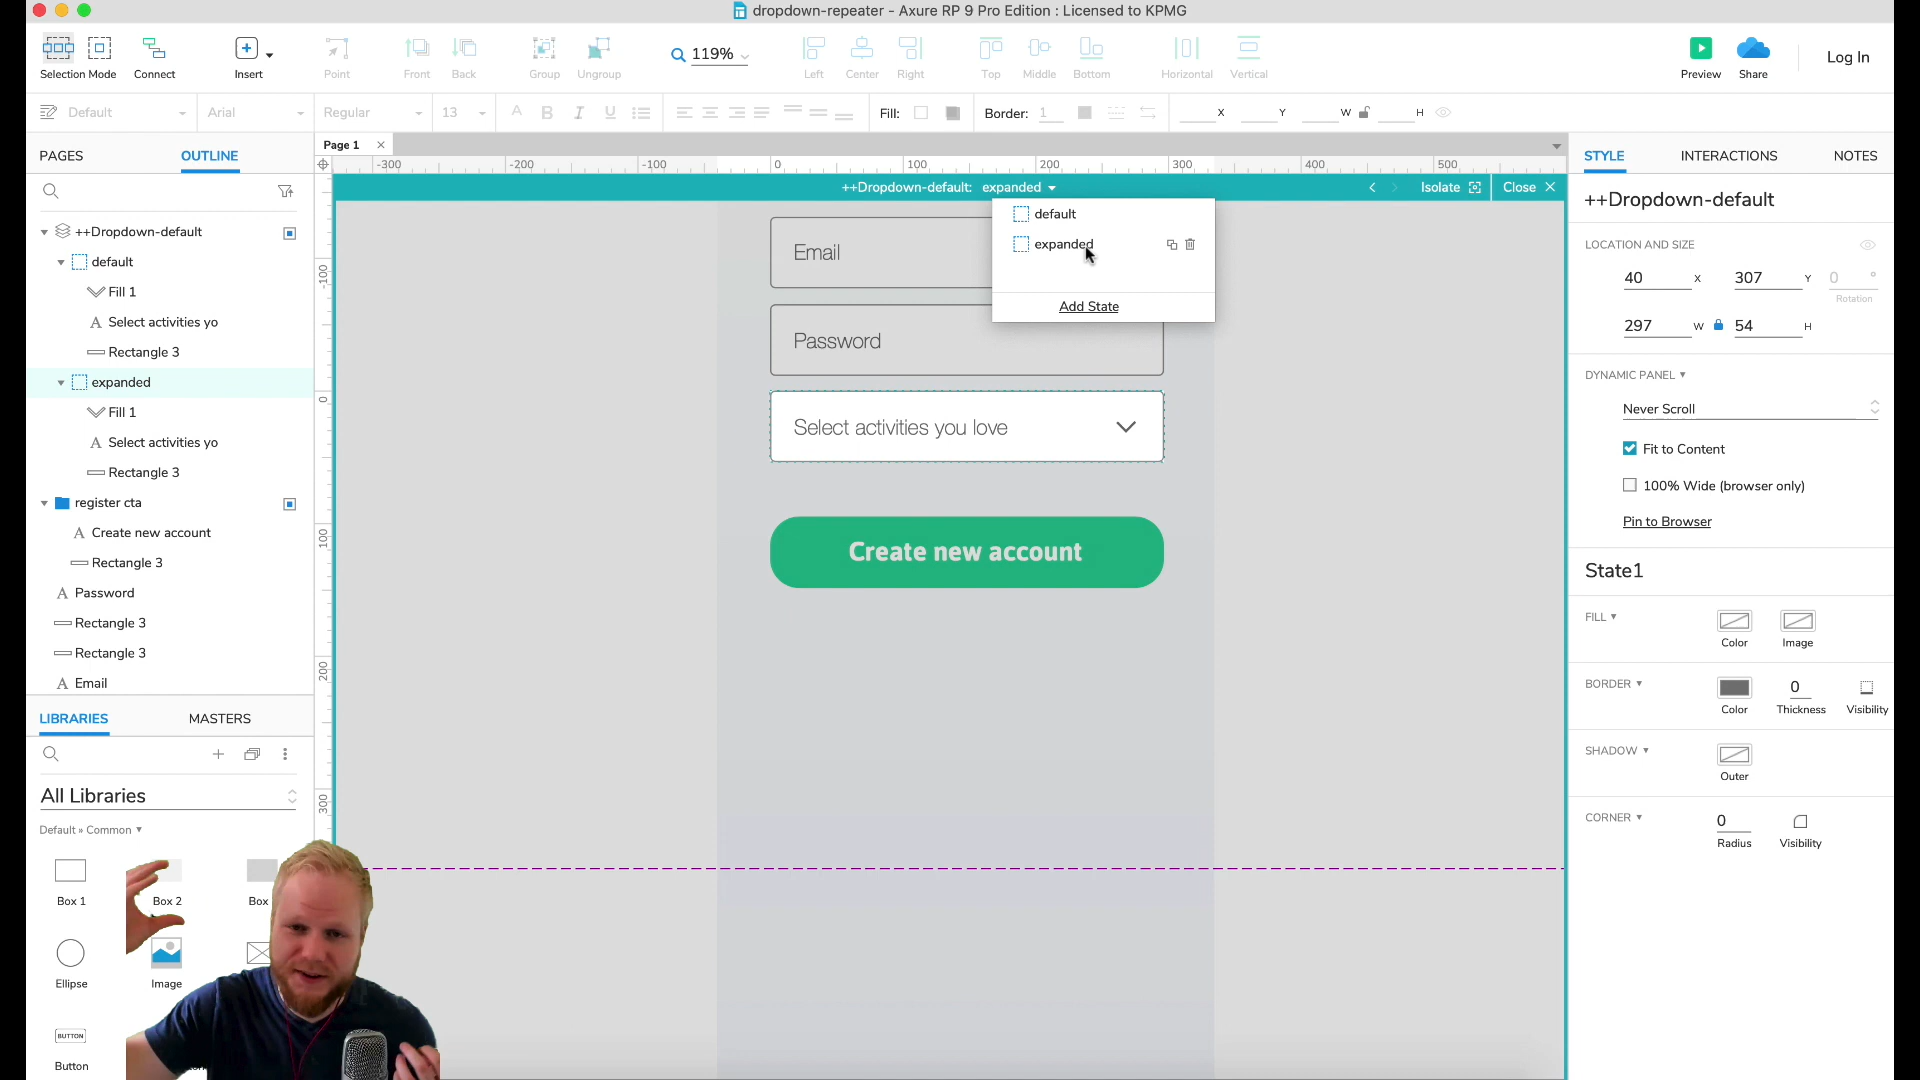 dropdown-repeater - Axure RP 9 Pro Edition : Licensed to KPMG
Selection Mode
Connect
Insert
Point
Front
Back
Group
Ungroup
119%
Left
Center
Right
Top
Middle
Bottom
Horizontal
Vertical
Preview
Share
Log In
Default
Arial
Regular
13
Fill:
Border:
1
X
Y
W
H
PAGES
OUTLINE
++Dropdown-default
default
Fill 1
Select activities yo
Rectangle 3
expanded
Fill 1
Select activities yo
Rectangle 3
register cta
Create new account
Rectangle 3
Password
Rectangle 3
Rectangle 3
Email
LIBRARIES
MASTERS
All Libraries
Default » Common
Box 1
Box 2
Box
Ellipse
Image
BUTTON
Button
Page 1
-300
-200
-100
0
100
200
300
400
500
-100
0
100
200
300
++Dropdown-default: expanded
Isolate
Close
default
expanded
Add State
Email
Password
Select activities you love
Create new account
STYLE
INTERACTIONS
NOTES
++Dropdown-default
LOCATION AND SIZE
40 X
307 Y
0 °
Rotation
297 W
54 H
DYNAMIC PANEL
Never Scroll
Fit to Content
100% Wide (browser only)
Pin to Browser
State1
FILL
Color
Image
BORDER
Color
0
Thickness
Visibility
SHADOW
Outer
CORNER
0
Radius
Visibility